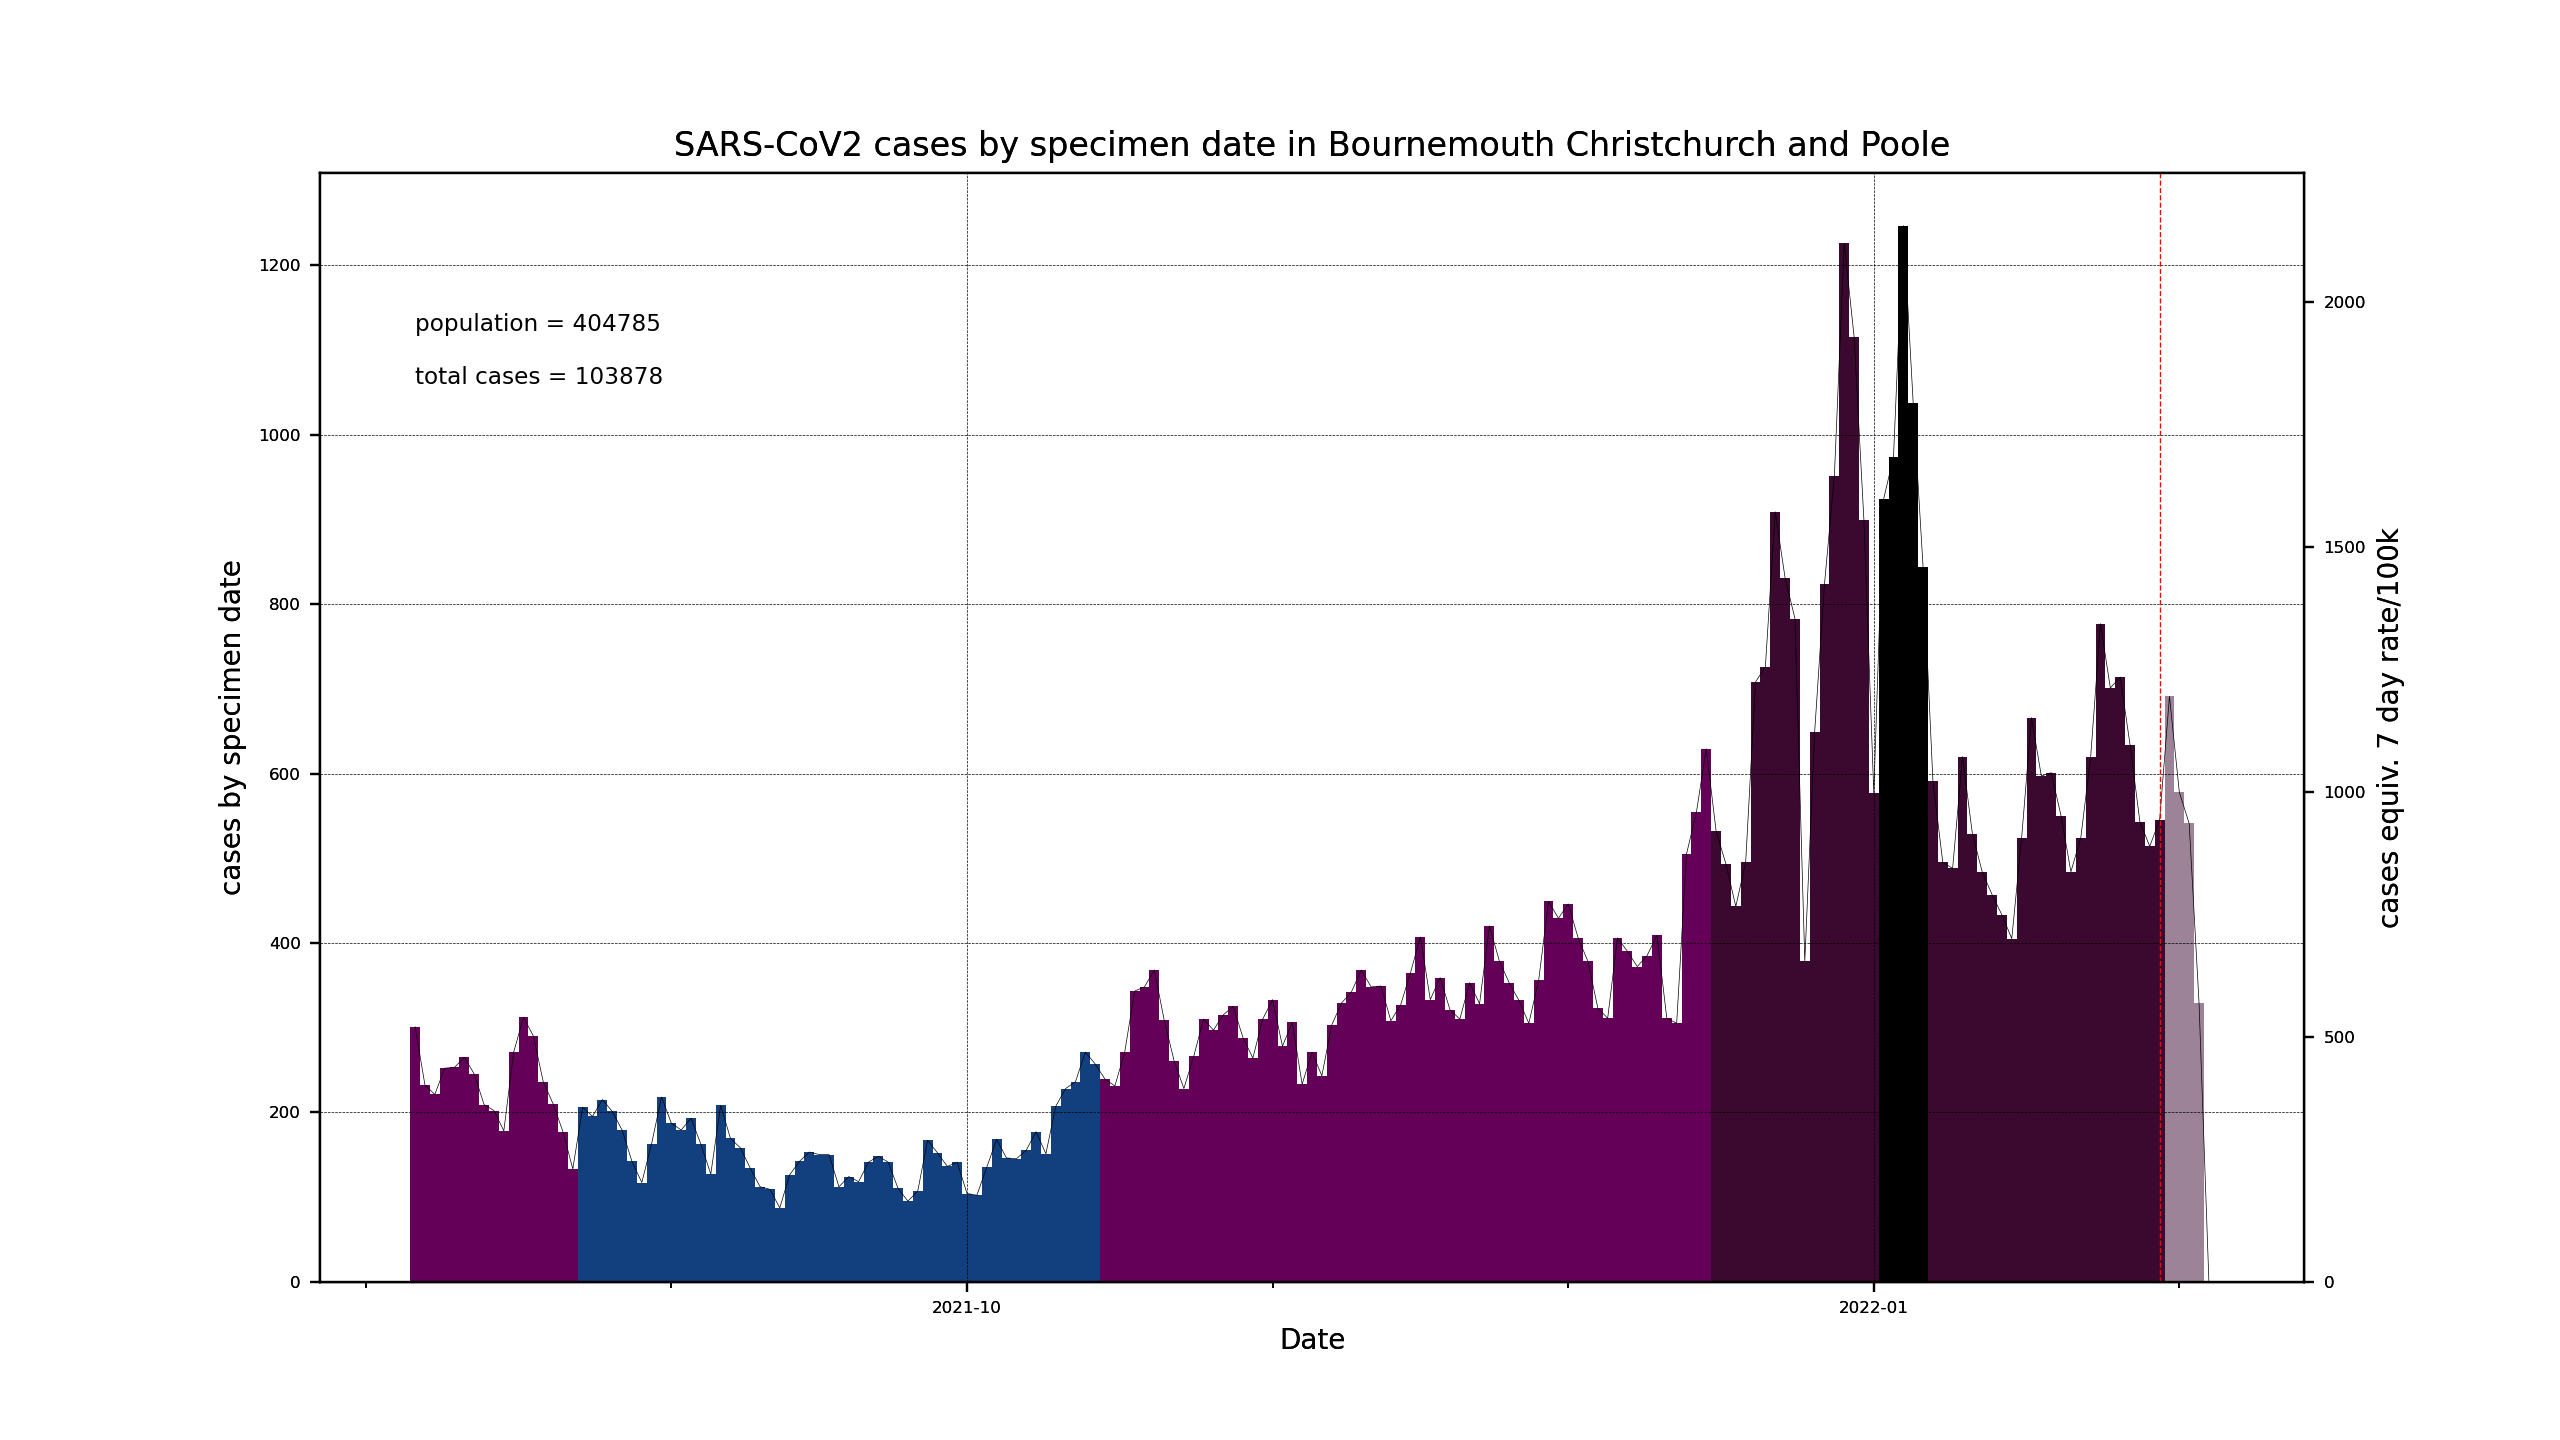 SARS-CoV2 cases by specimen date in Bournemouth Christchurch and Poole
population = 404785
total cases = 103878
cases by specimen date
1200
1000
800
600
400
200
0
2000
1500
1000
500
0
cases equiv. 7 day rate/100k
2021-10
2022-01
Date